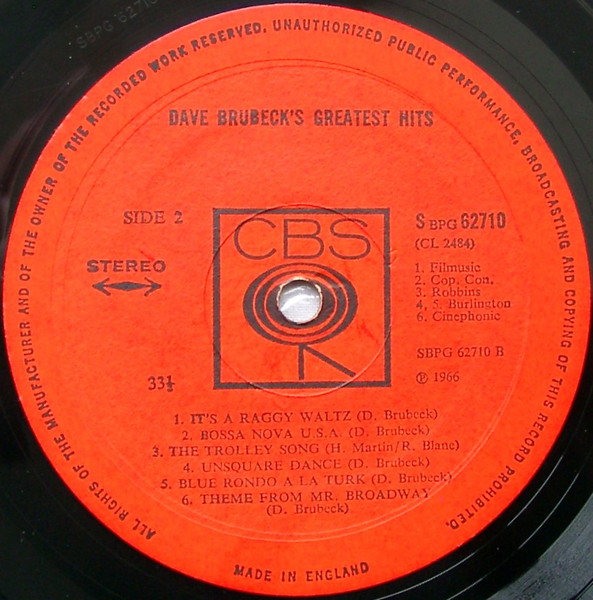 SBPG 62710
ALL RIGHTS OF THE MANUFACTURER AND OF THE OWNER OF THE RECORDED WORK RESERVED. UNAUTHORIZED PUBLIC PERFORMANCE, BROADCASTING AND COPYING OF THIS RECORD PROHIBITED.
DAVE BRUBECK'S GREATEST HITS
SIDE 2
STEREO
33⅓
CBS
S BPG 62710
(CL 2484)
1. Filmusic
2. Cop. Con.
3. Robbins
4, 5. Burlington
6. Cinephonic
SBPG 62710 B
℗ 1966
1. IT'S A RAGGY WALTZ (D. Brubeck)
2. BOSSA NOVA U.S.A. (D. Brubeck)
3. THE TROLLEY SONG (H. Martin/R. Blane)
4. UNSQUARE DANCE (D. Brubeck)
5. BLUE RONDO A LA TURK (D. Brubeck)
6. THEME FROM MR. BROADWAY
(D. Brubeck)
MADE IN ENGLAND